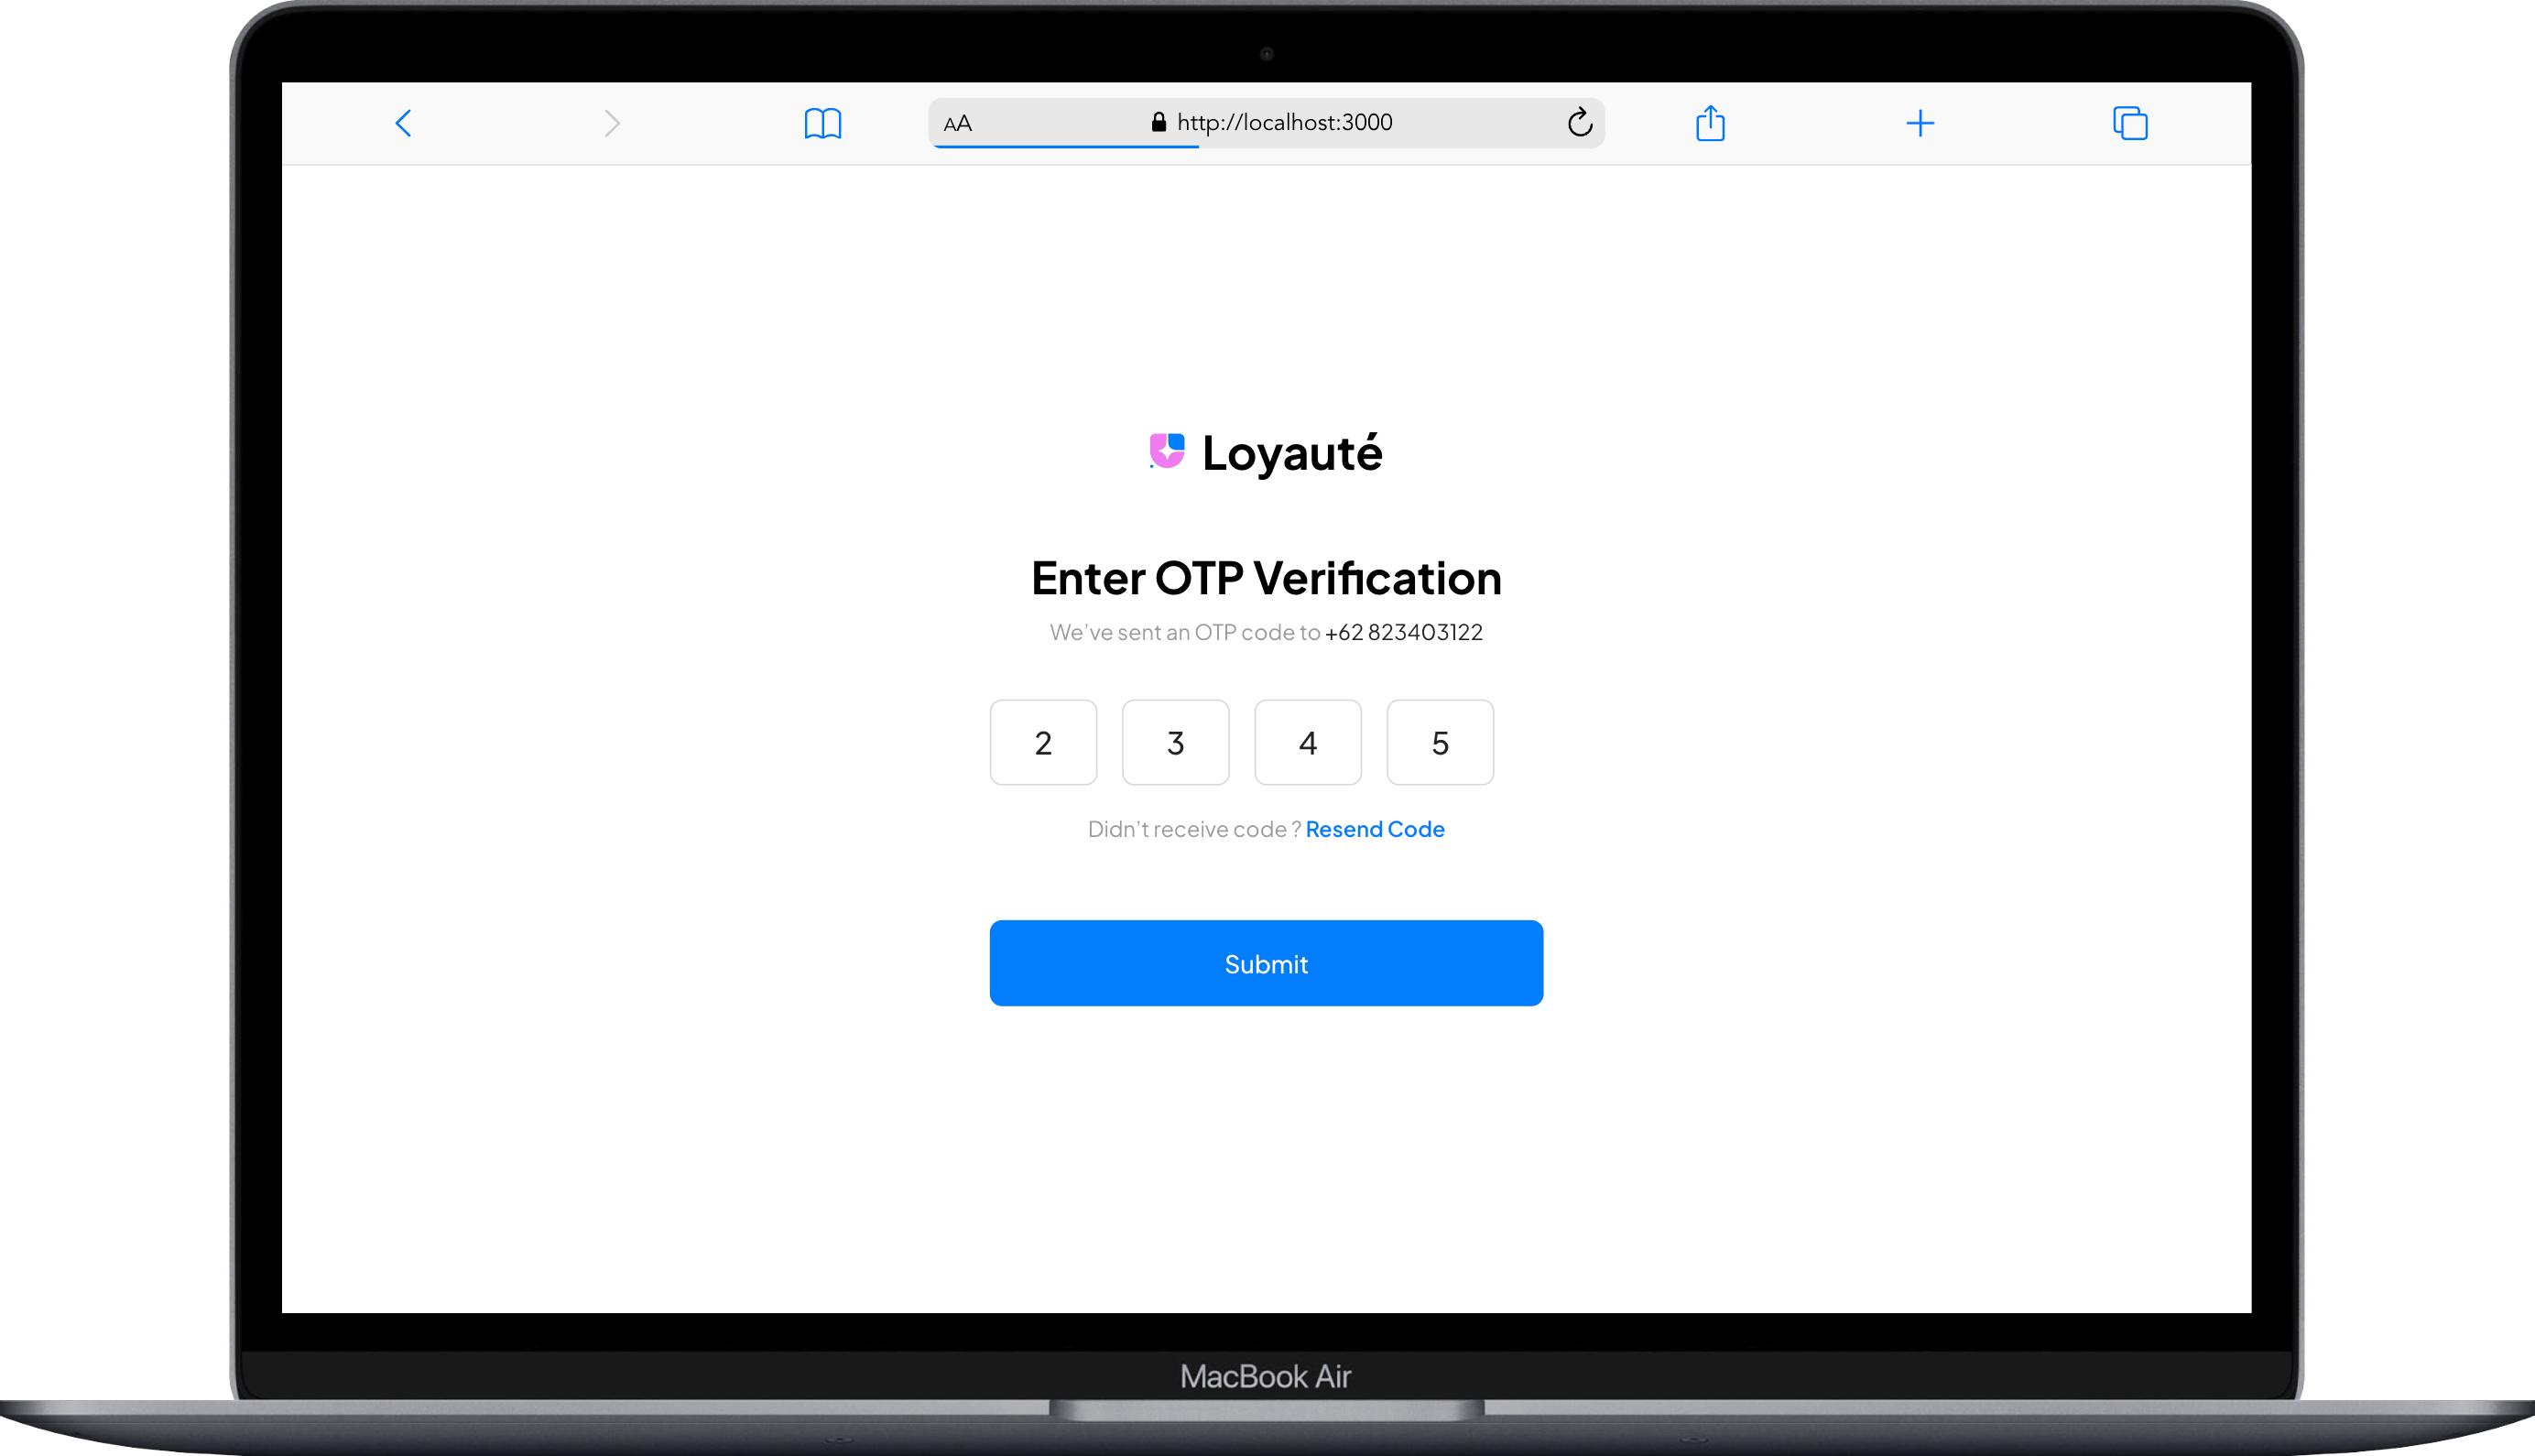 AA http://localhost:3000
Loyauté
Enter OTP Verification
We’ve sent an OTP code to +62 823403122
2 3 4 5
Didn’t receive code ? Resend Code
Submit
MacBook Air